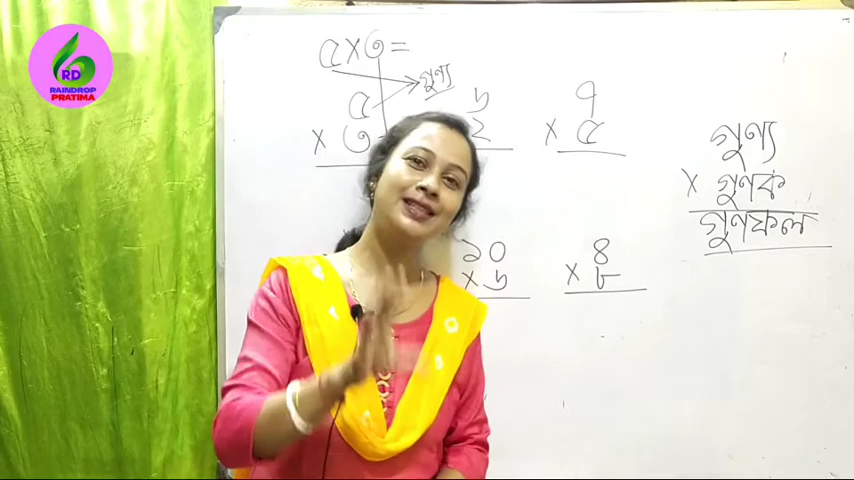 RD
RAINDROP
PRATIMA
৫×৩=
গুণ্য
৫
×৩
৬
২
৭
×৫
গুণ্য
×গুণক
গুণফল
১০
×৬
৪
×৮